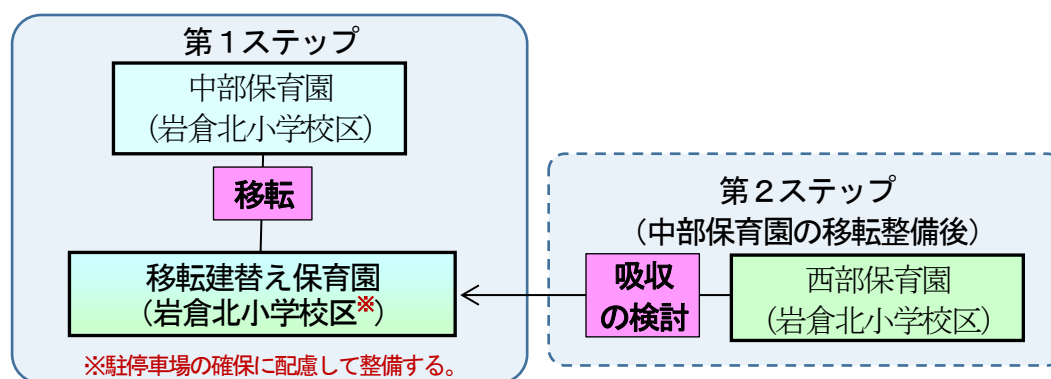 第１ステップ
中部保育園
（岩倉北小学校区）
移転
移転建替え保育園
（岩倉北小学校区※）
※駐停車場の確保に配慮して整備する。
第２ステップ
（中部保育園の移転整備後）
吸収
の検討
西部保育園
（岩倉北小学校区）